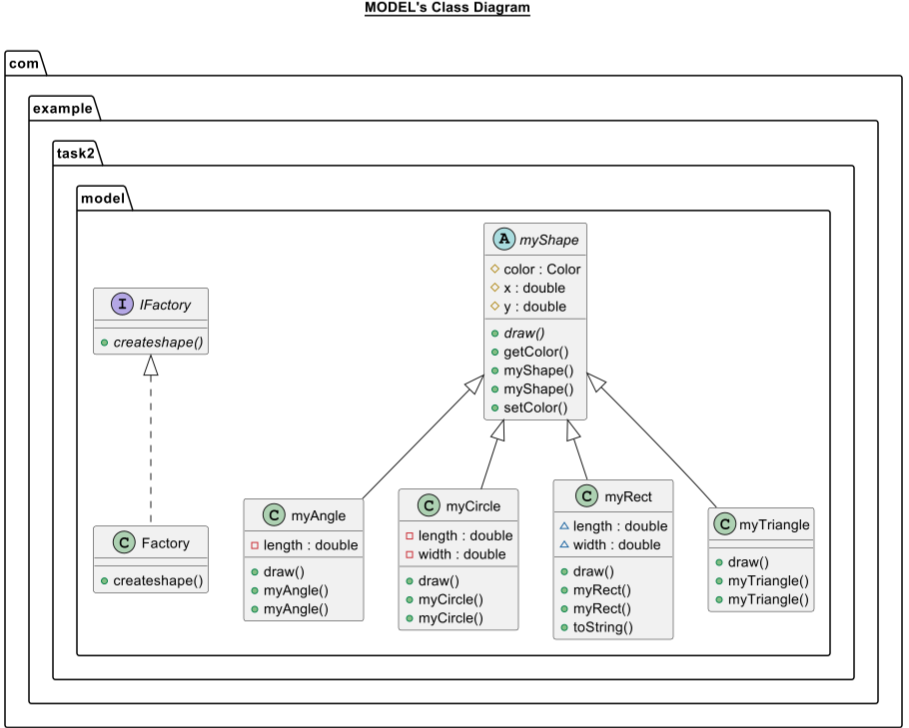 MODEL's Class Diagram
com
example
task2
model
A myShape
color : Color
x : double
y : double
draw()
getColor()
myShape()
myShape()
setColor()
I IFactory
createshape()
C Factory
createshape()
C myAngle
length : double
draw()
myAngle()
myAngle()
C myCircle
length : double
width : double
draw()
myCircle()
myCircle()
C myRect
length : double
width : double
draw()
myRect()
myRect()
toString()
C myTriangle
draw()
myTriangle()
myTriangle()